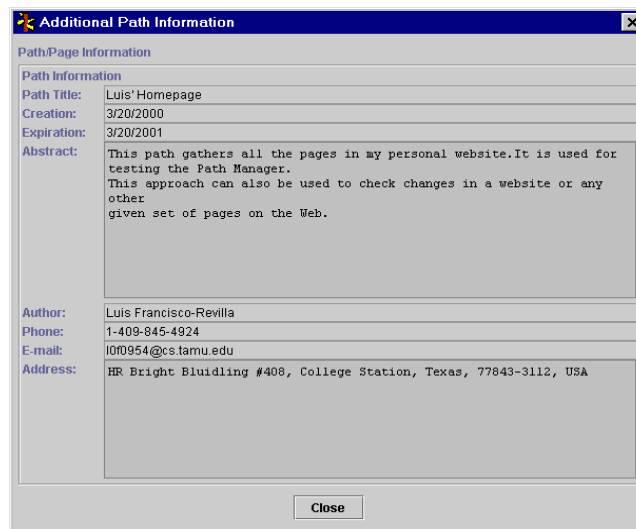 Additional Path Information
Path/Page Information
Path Information
Path Title: Luis' Homepage
Creation: 3/20/2000
Expiration: 3/20/2001
Abstract: This path gathers all the pages in my personal website.It is used for
testing the Path Manager.
This approach can also be used to check changes in a website or any
other
given set of pages on the Web.
Author: Luis Francisco-Revilla
Phone: 1-409-845-4924
E-mail: l0f0954@cs.tamu.edu
Address: HR Bright Bluidling #408, College Station, Texas, 77843-3112, USA
Close